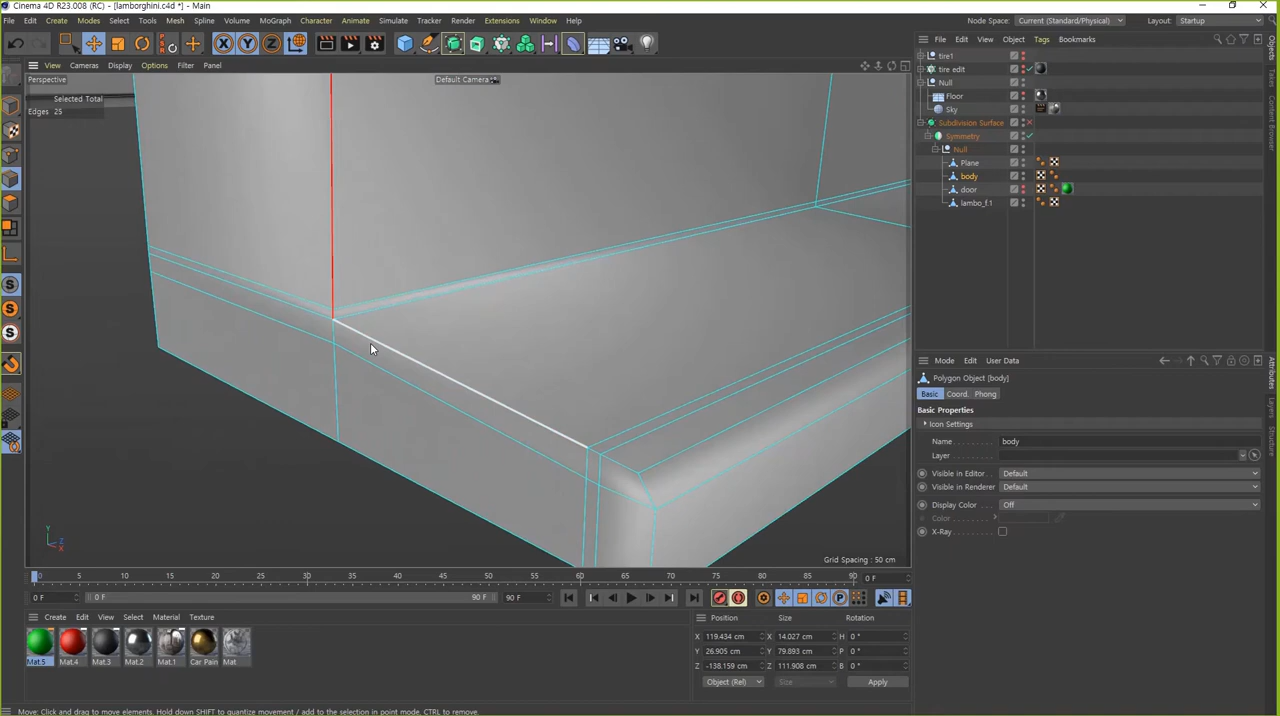 Cinema 4D R23.008 (RC) - [lamborghini.c4d *] - Main
File Edit Create Modes Select Tools Mesh Spline Volume MoGraph Character Animate Simulate Tracker Render Extensions Window Help
Node Space: Current (Standard/Physical) Layout: Startup
File Edit View Object Tags Bookmarks
View Cameras Display Options Filter Panel
Perspective
Default Camera
Selected Total
Edges 25
tire1
tire edit
Null
Floor
Sky
Subdivision Surface
Symmetry
Null
Plane
body
door
lambo_f.1
Objects
Takes
Content Browser
Mode Edit User Data
Polygon Object [body]
Basic Coord. Phong
Basic Properties
Icon Settings
Name body
Layer
Visible in Editor Default
Visible in Renderer Default
Display Color Off
Color
X-Ray
Attributes
Layers
Structure
Y
Z
X
Grid Spacing : 50 cm
0 5 10 15 20 25 30 35 40 45 50 55 60 65 70 75 80 85 90 0 F
0 F 0 F 90 F 90 F
Create Edit View Select Material Texture
Mat.5 Mat.4 Mat.3 Mat.2 Mat.1 Car Pain Mat
Position Size Rotation
X 119.434 cm X 14.027 cm H 0 °
Y 26.905 cm Y 79.893 cm P 0 °
Z -138.159 cm Z 111.908 cm B 0 °
Object (Rel) Size Apply
Move: Click and drag to move elements. Hold down SHIFT to quantize movement / add to the selection in point mode, CTRL to remove.